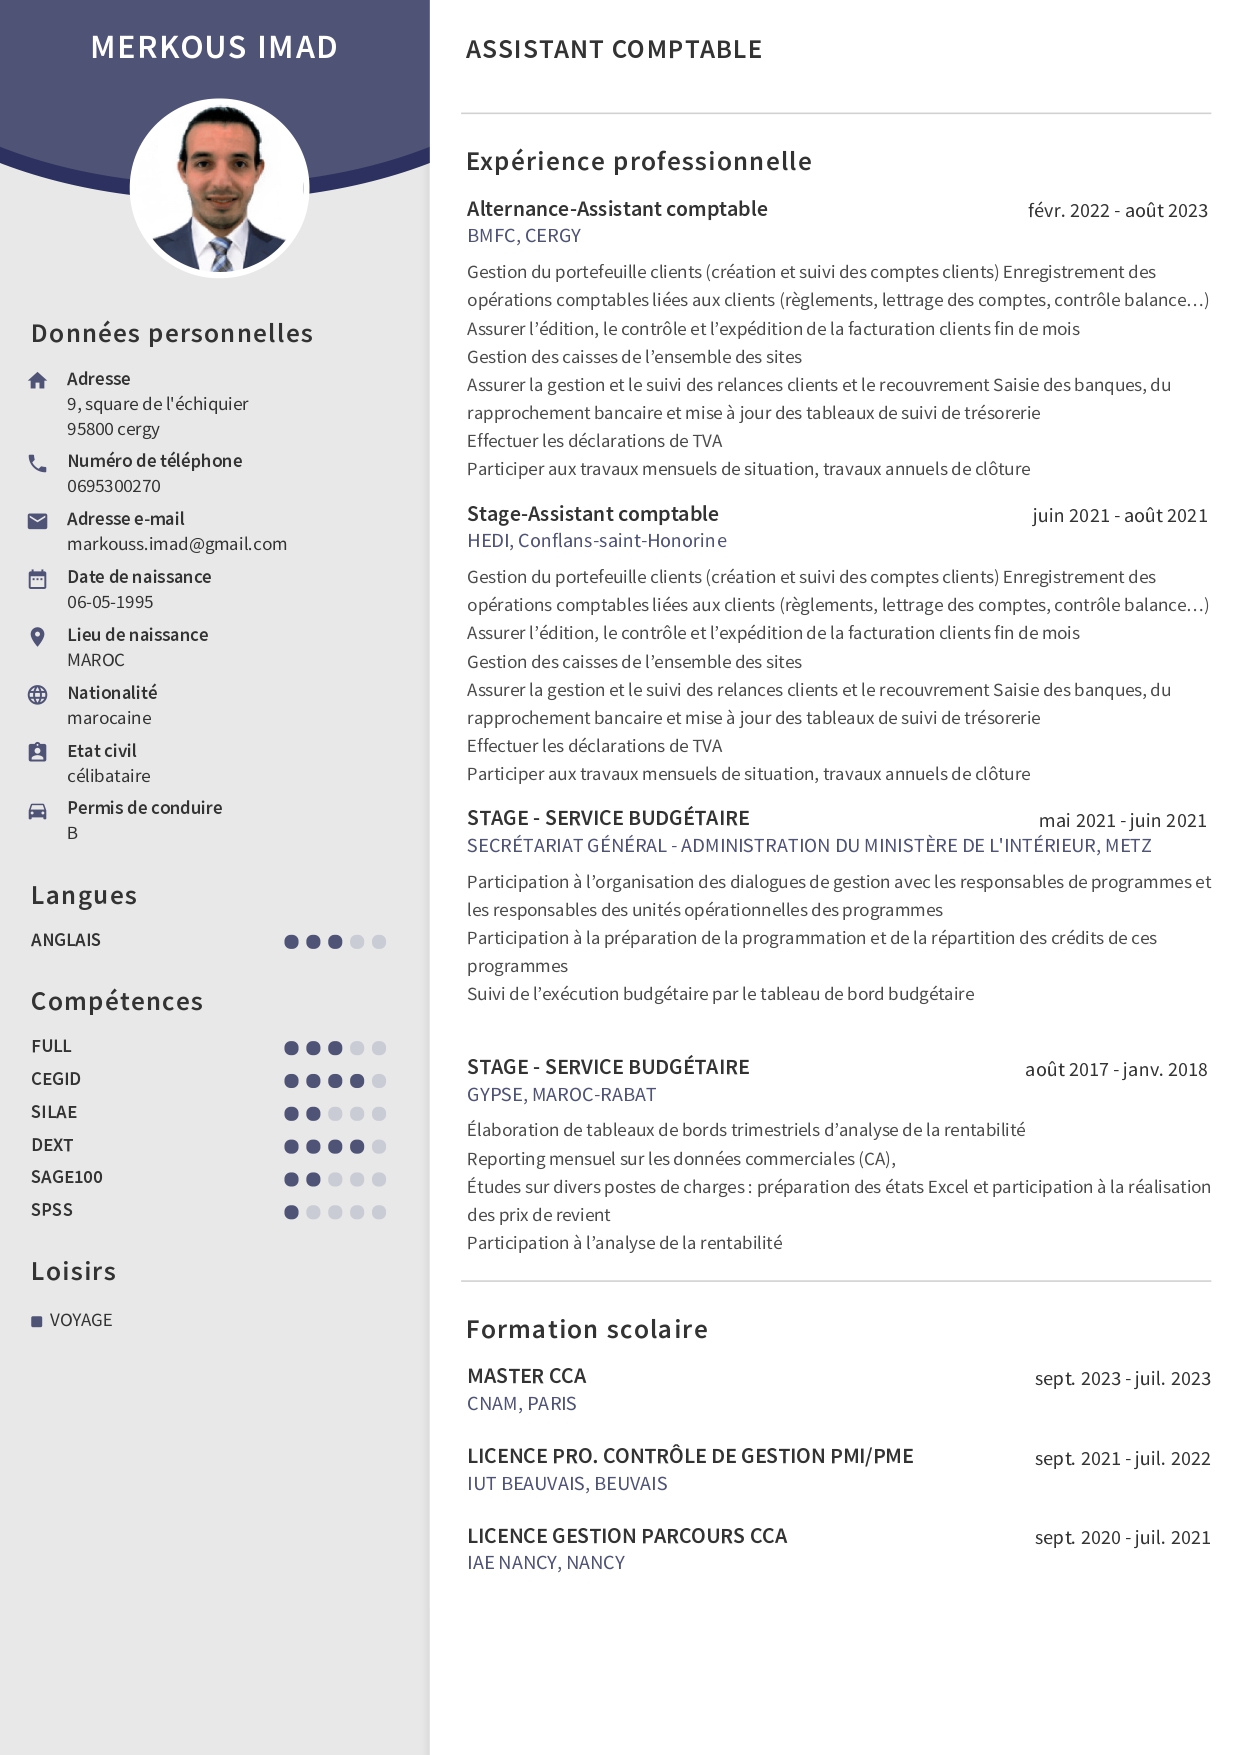 MERKOUS IMAD
Données personnelles
Adresse
9, square de l'échiquier
95800 cergy
Numéro de téléphone
0695300270
Adresse e-mail
markouss.imad@gmail.com
Date de naissance
06-05-1995
Lieu de naissance
MAROC
Nationalité
marocaine
Etat civil
célibataire
Permis de conduire
B
Langues
ANGLAIS
Compétences
FULL
CEGID
SILAE
DEXT
SAGE100
SPSS
Loisirs
VOYAGE
ASSISTANT COMPTABLE
Expérience professionnelle
Alternance-Assistant comptable févr. 2022 - août 2023
BMFC, CERGY
Gestion du portefeuille clients (création et suivi des comptes clients) Enregistrement des
opérations comptables liées aux clients (règlements, lettrage des comptes, contrôle balance…)
Assurer l’édition, le contrôle et l’expédition de la facturation clients fin de mois
Gestion des caisses de l’ensemble des sites
Assurer la gestion et le suivi des relances clients et le recouvrement Saisie des banques, du
rapprochement bancaire et mise à jour des tableaux de suivi de trésorerie
Effectuer les déclarations de TVA
Participer aux travaux mensuels de situation, travaux annuels de clôture
Stage-Assistant comptable juin 2021 - août 2021
HEDI, Conflans-saint-Honorine
Gestion du portefeuille clients (création et suivi des comptes clients) Enregistrement des
opérations comptables liées aux clients (règlements, lettrage des comptes, contrôle balance…)
Assurer l’édition, le contrôle et l’expédition de la facturation clients fin de mois
Gestion des caisses de l’ensemble des sites
Assurer la gestion et le suivi des relances clients et le recouvrement Saisie des banques, du
rapprochement bancaire et mise à jour des tableaux de suivi de trésorerie
Effectuer les déclarations de TVA
Participer aux travaux mensuels de situation, travaux annuels de clôture
STAGE - SERVICE BUDGÉTAIRE mai 2021 - juin 2021
SECRÉTARIAT GÉNÉRAL - ADMINISTRATION DU MINISTÈRE DE L'INTÉRIEUR, METZ
Participation à l’organisation des dialogues de gestion avec les responsables de programmes et
les responsables des unités opérationnelles des programmes
Participation à la préparation de la programmation et de la répartition des crédits de ces
programmes
Suivi de l’exécution budgétaire par le tableau de bord budgétaire
STAGE - SERVICE BUDGÉTAIRE août 2017 - janv. 2018
GYPSE, MAROC-RABAT
Élaboration de tableaux de bords trimestriels d’analyse de la rentabilité
Reporting mensuel sur les données commerciales (CA),
Études sur divers postes de charges : préparation des états Excel et participation à la réalisation
des prix de revient
Participation à l’analyse de la rentabilité
Formation scolaire
MASTER CCA sept. 2023 - juil. 2023
CNAM, PARIS
LICENCE PRO. CONTRÔLE DE GESTION PMI/PME sept. 2021 - juil. 2022
IUT BEAUVAIS, BEUVAIS
LICENCE GESTION PARCOURS CCA sept. 2020 - juil. 2021
IAE NANCY, NANCY